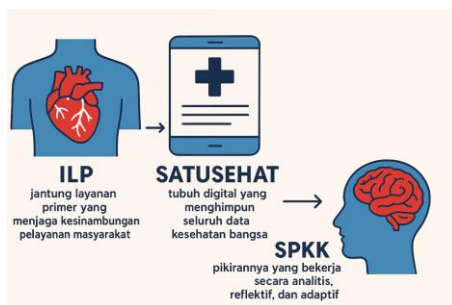 ILP
jantung layanan
primer yang
menjaga kesinambungan
pelayanan masyarakat
SATUSEHAT
tubuh digital yang
menghimpun
seluruh data
kesehatan bangsa
SPKK
pikirannya yang bekerja
secara analitis,
reflektif, dan adaptif